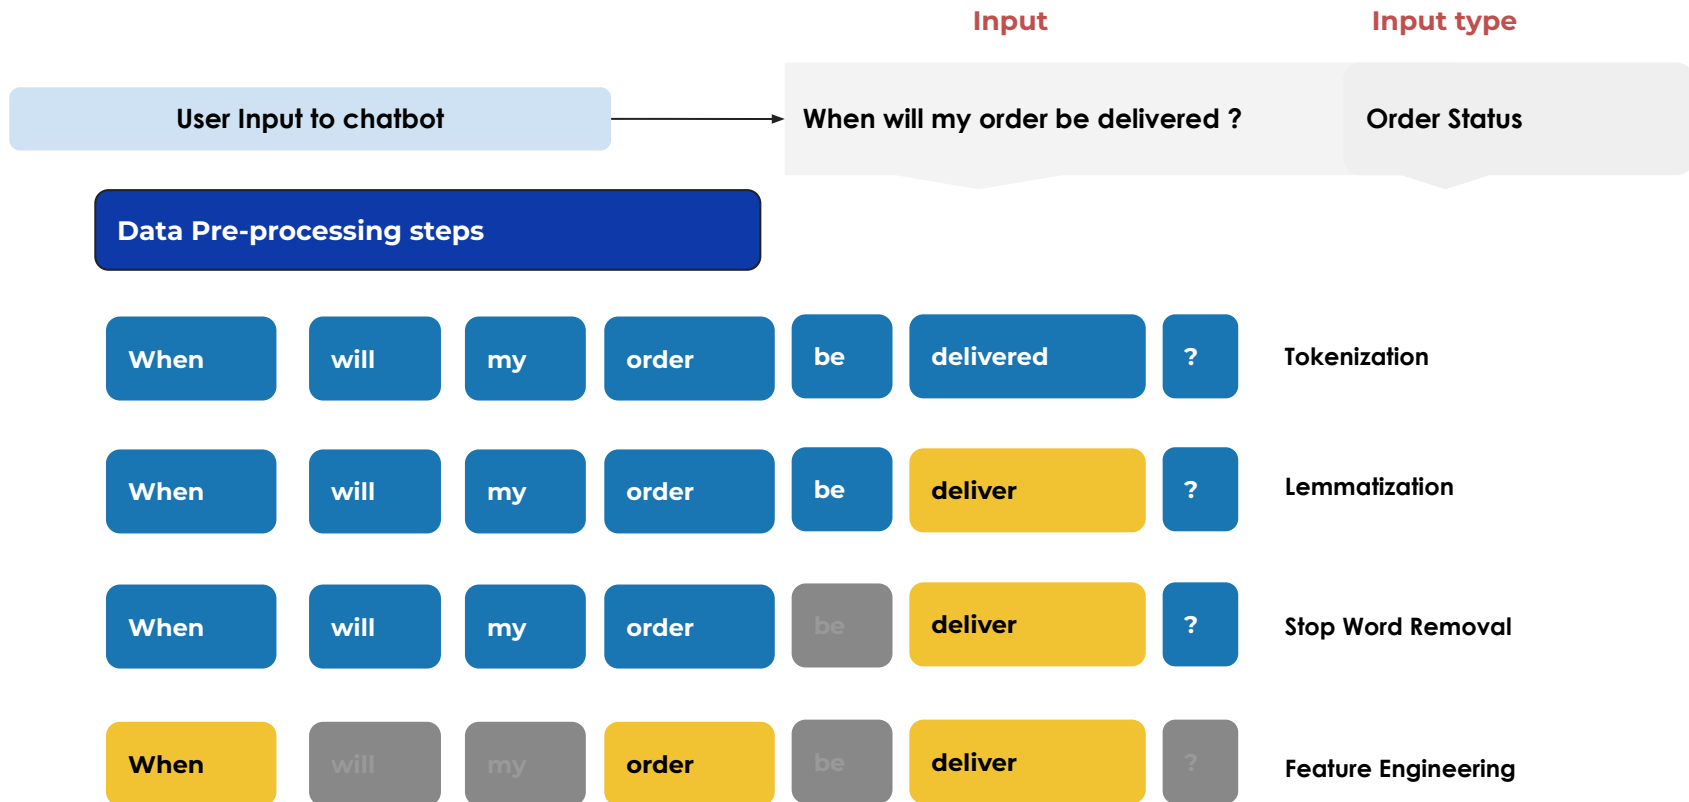 Input Input type
User Input to chatbot When will my order be delivered ? Order Status
Data Pre-processing steps
When will my order be delivered ? Tokenization
When will my order be deliver ? Lemmatization
When will my order be deliver ? Stop Word Removal
When will my order be deliver ? Feature Engineering